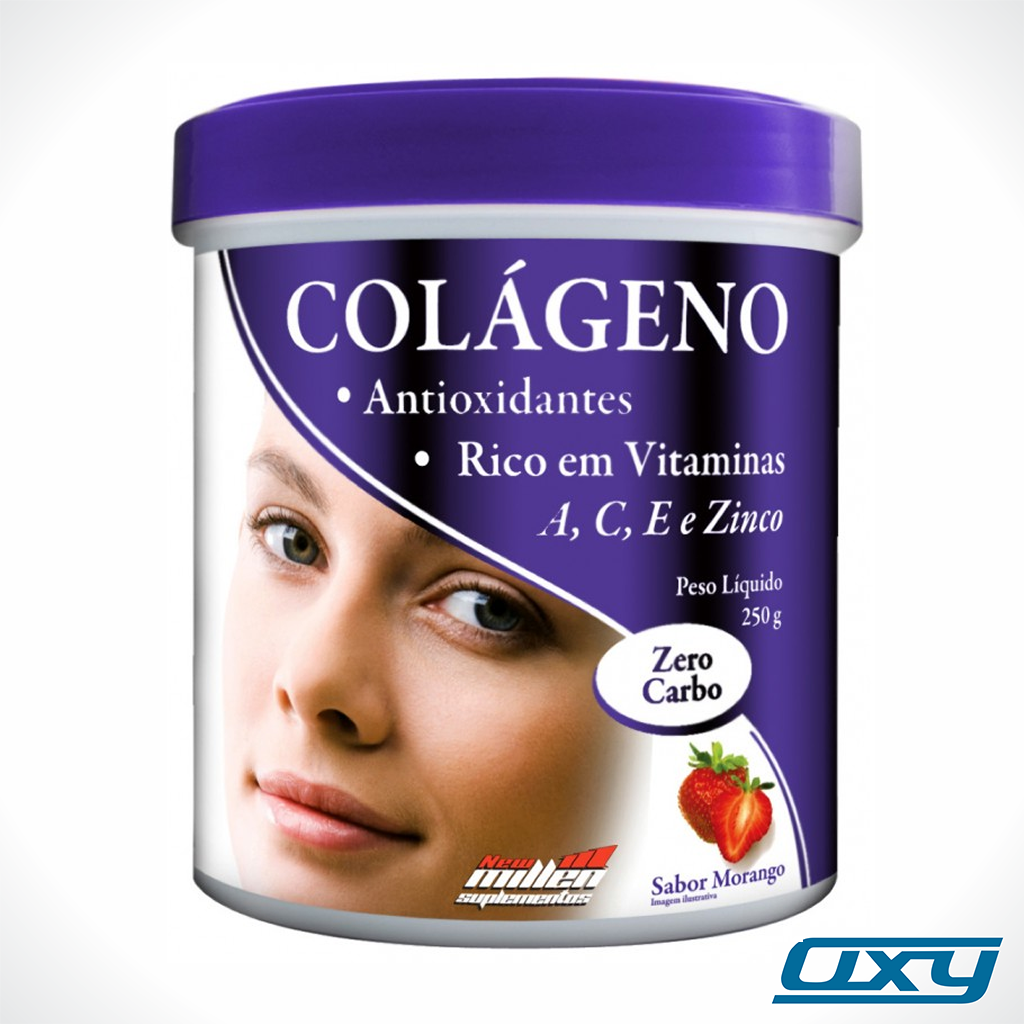 COLÁGENO
• Antioxidantes
• Rico em Vitaminas
A, C, E e Zinco
Peso Líquido
250 g
Zero
Carbo
New
millen
suplementos
Sabor Morango
Imagem ilustrativa
Oxy